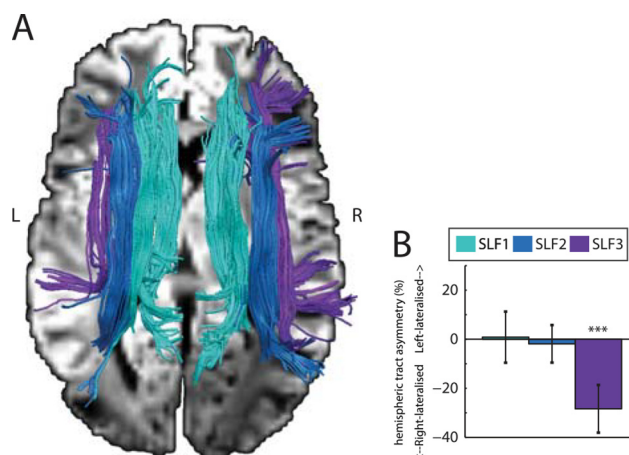 A
L
R
B
SLF1 SLF2 SLF3
hemispheric tract asymmetry (%)
<--Right-lateralised Left-lateralised-->
20
0
−20
−40
***